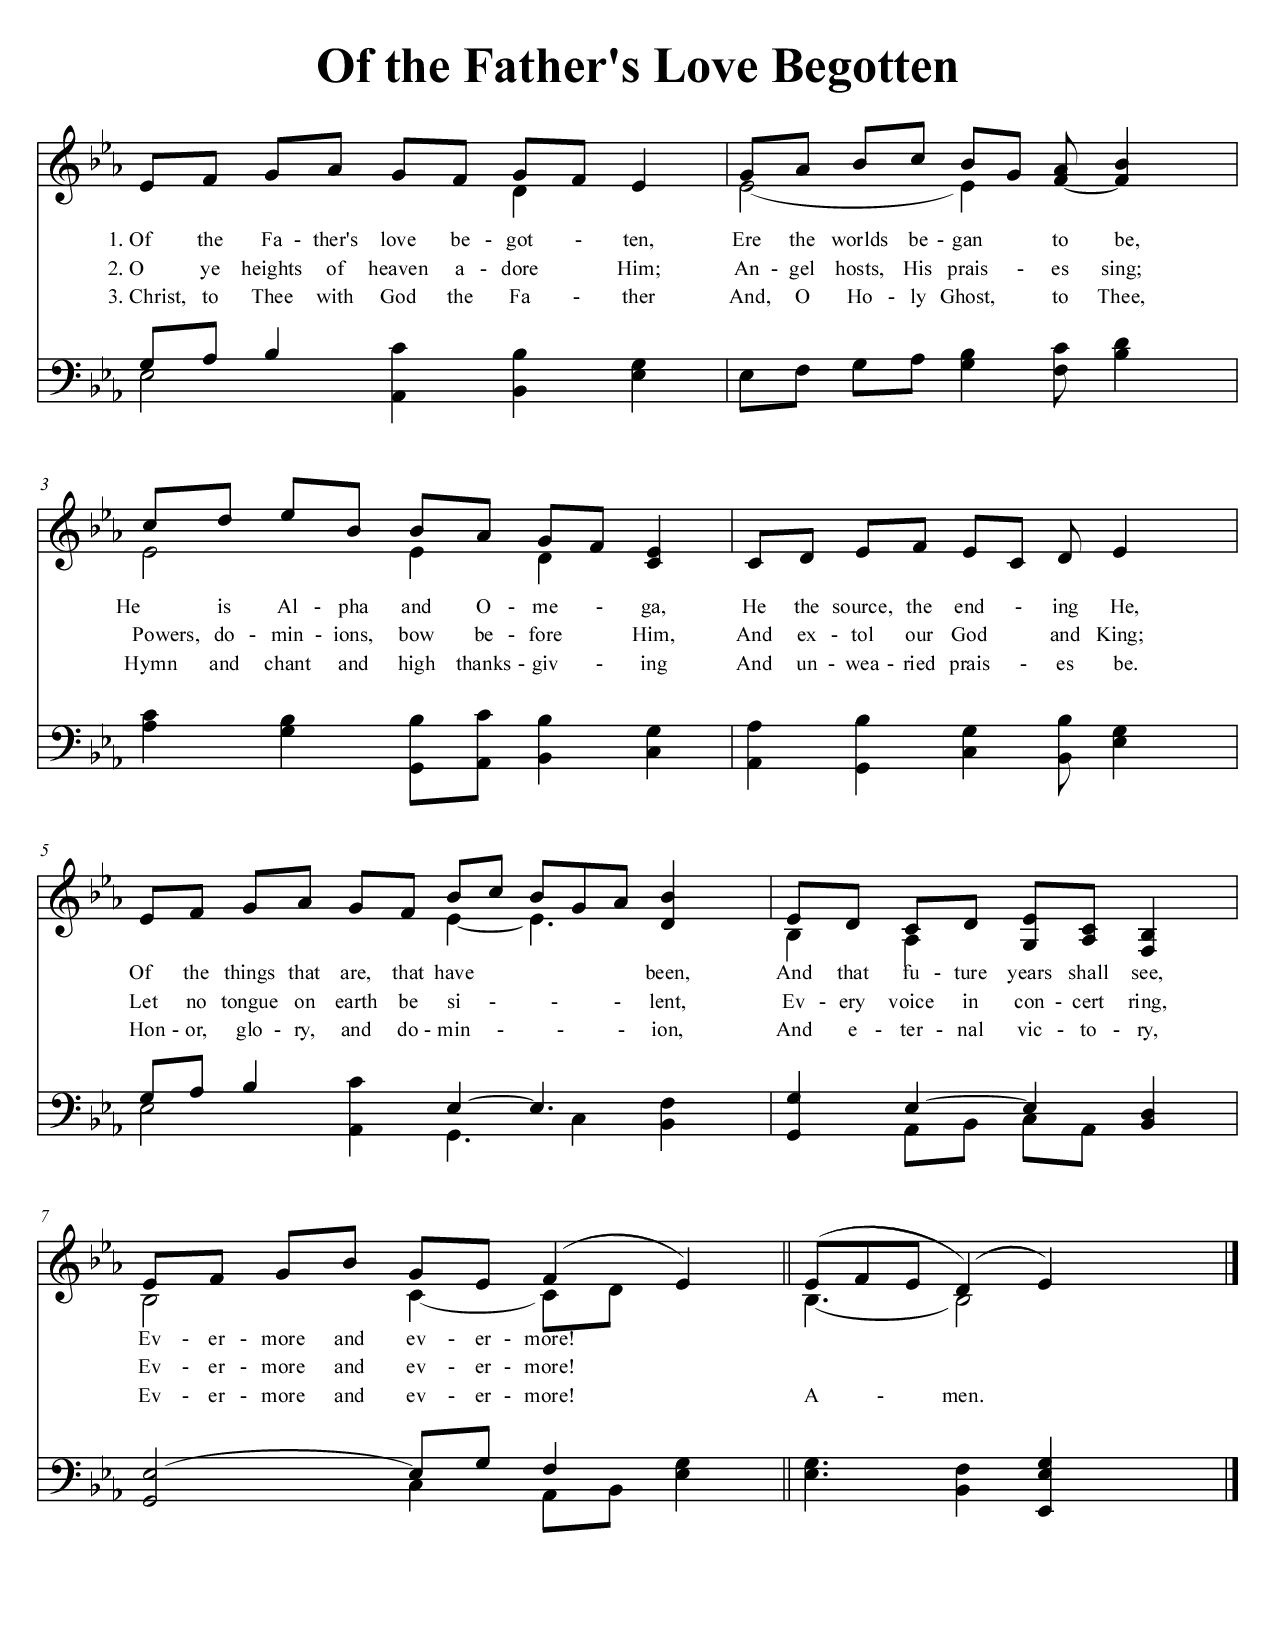 Of the Father's Love Begotten
1. Of the Fa - ther's love be - got - ten, Ere the worlds be - gan to be,
2. O ye heights of heaven a - dore Him; An - gel hosts, His prais - es sing;
3. Christ, to Thee with God the Fa - ther And, O Ho - ly Ghost, to Thee,
3
He is Al - pha and O - me - ga, He the source, the end - ing He,
Powers, do - min - ions, bow be - fore Him, And ex - tol our God and King;
Hymn and chant and high thanks - giv - ing And un - wea - ried prais - es be.
5
Of the things that are, that have been, And that fu - ture years shall see,
Let no tongue on earth be si - - - lent, Ev - ery voice in con - cert ring,
Hon - or, glo - ry, and do - min - - - ion, And e - ter - nal vic - to - ry,
7
Ev - er - more and ev - er - more!
Ev - er - more and ev - er - more!
Ev - er - more and ev - er - more! A - men.